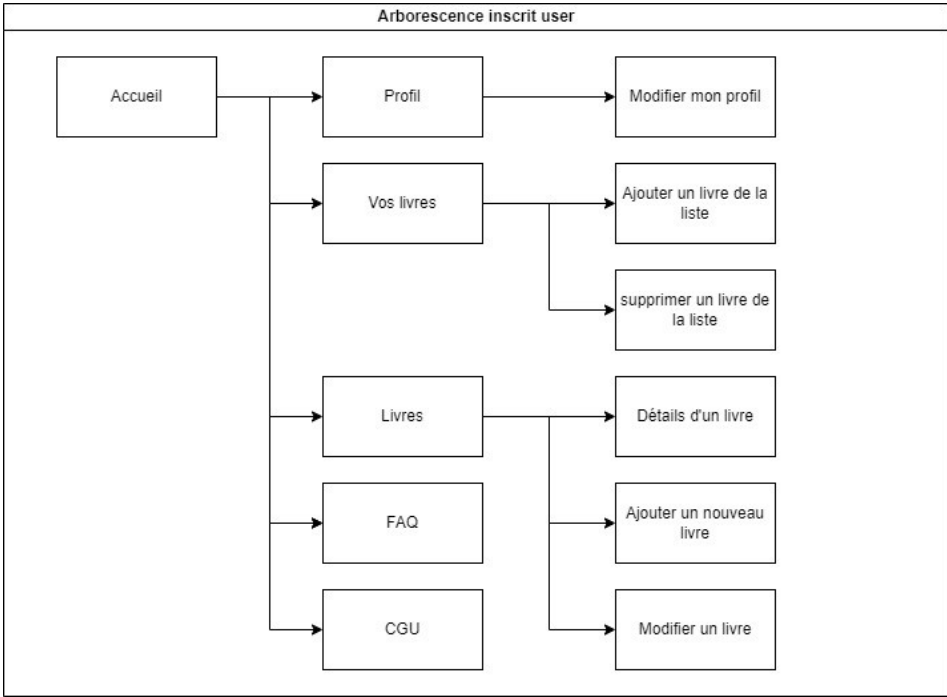 Arborescence inscrit user
Accueil
Profil
Modifier mon profil
Vos livres
Ajouter un livre de la
liste
supprimer un livre de
la liste
Livres
Détails d'un livre
FAQ
Ajouter un nouveau
livre
CGU
Modifier un livre